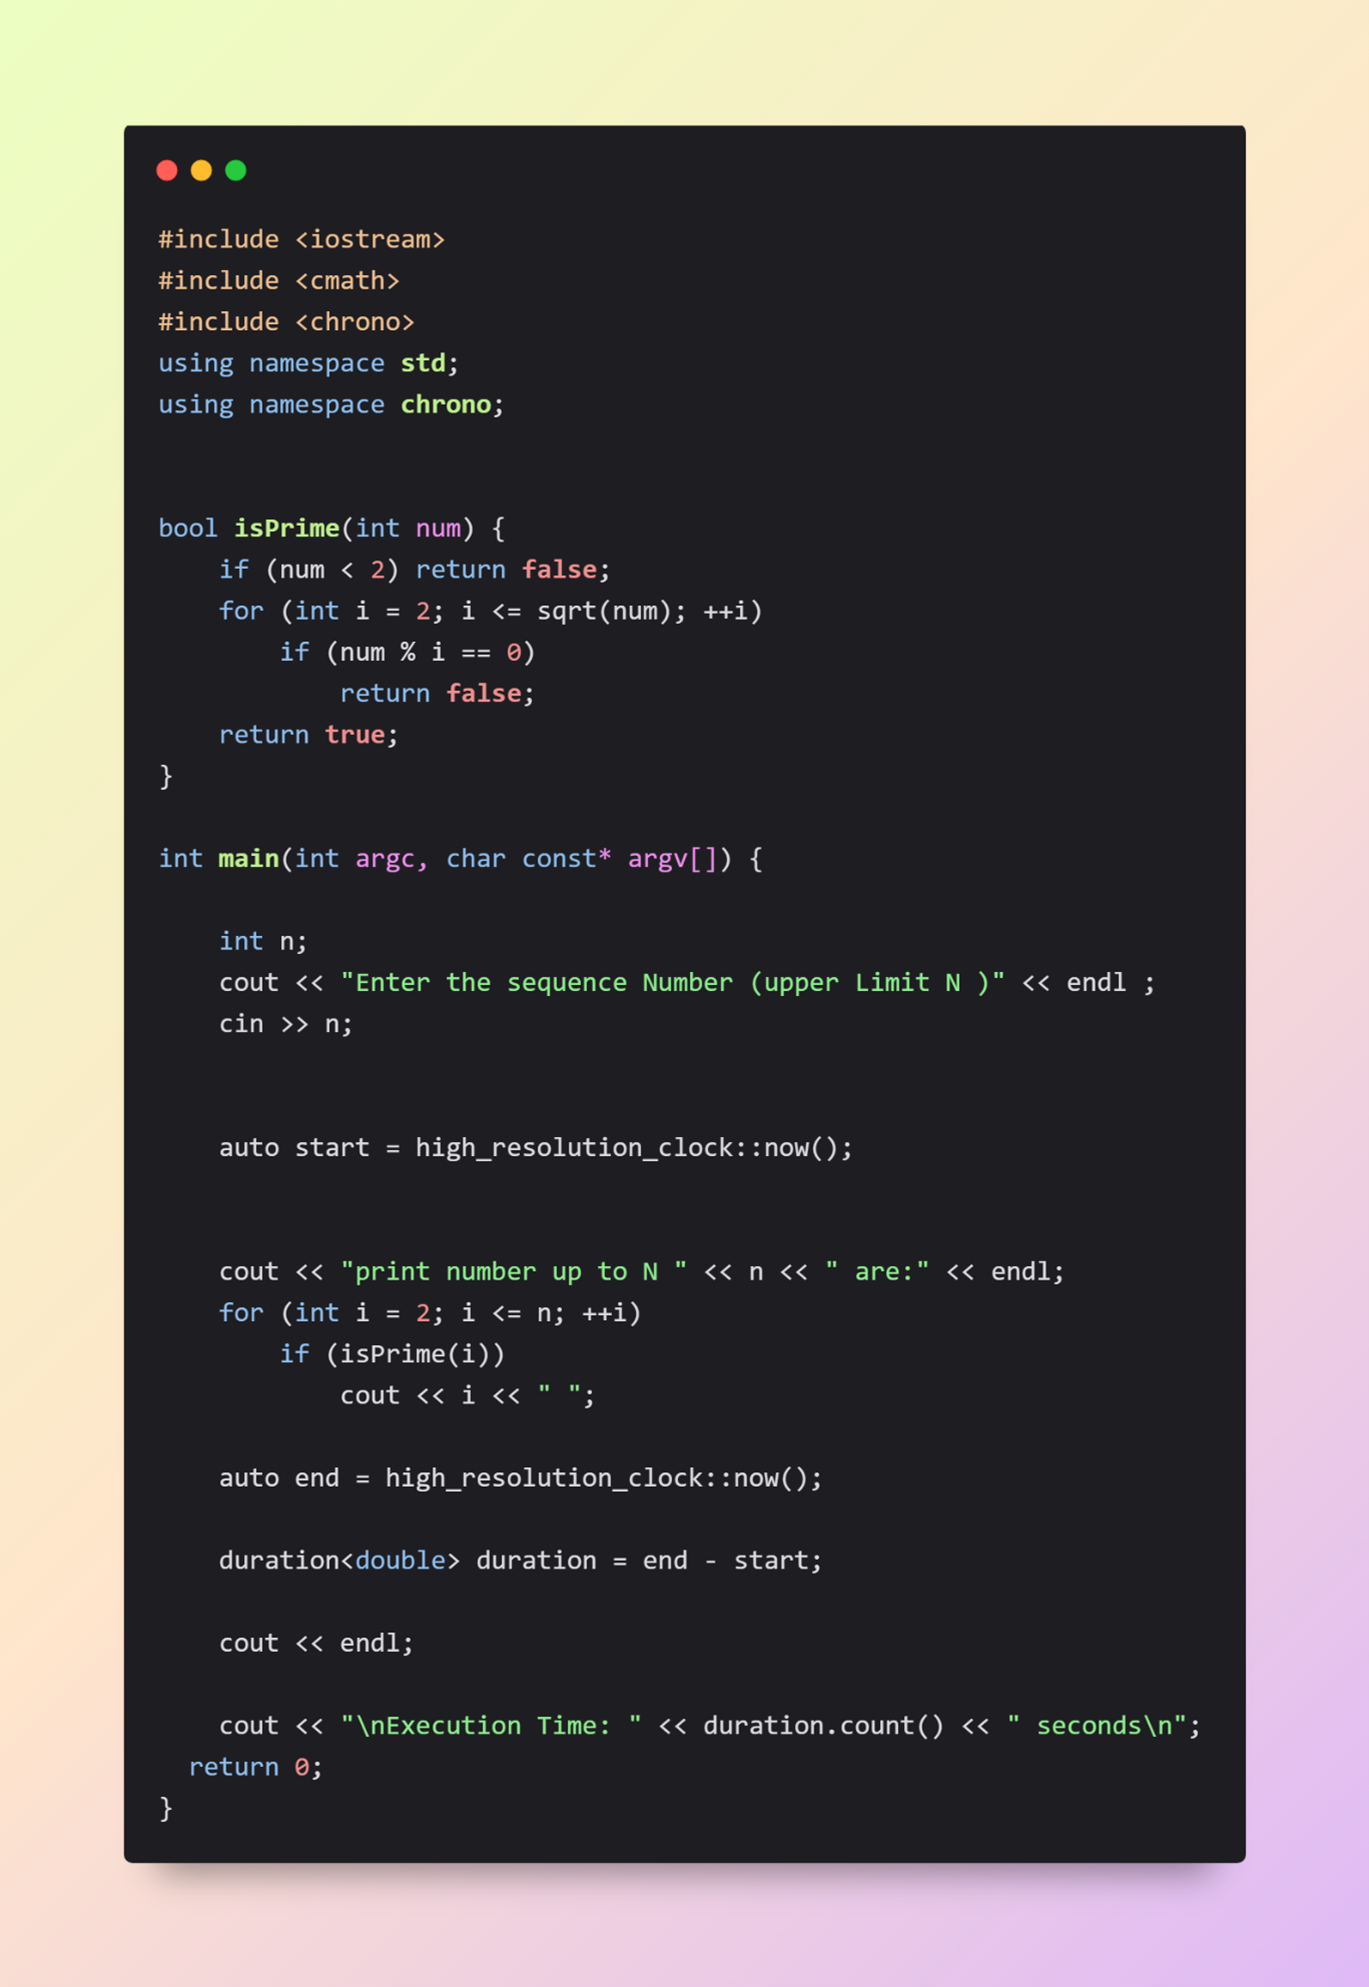 #include <iostream>
#include <cmath>
#include <chrono>
using namespace std;
using namespace chrono;
bool isPrime(int num) {
    if (num < 2) return false;
    for (int i = 2; i <= sqrt(num); ++i)
        if (num % i == 0)
            return false;
    return true;
}
int main(int argc, char const* argv[]) {
    int n;
    cout << "Enter the sequence Number (upper Limit N )" << endl ;
    cin >> n;
    auto start = high_resolution_clock::now();
    cout << "print number up to N " << n << " are:" << endl;
    for (int i = 2; i <= n; ++i)
        if (isPrime(i))
            cout << i << " ";
    auto end = high_resolution_clock::now();
    duration<double> duration = end - start;
    cout << endl;
    cout << "\nExecution Time: " << duration.count() << " seconds\n";
  return 0;
}